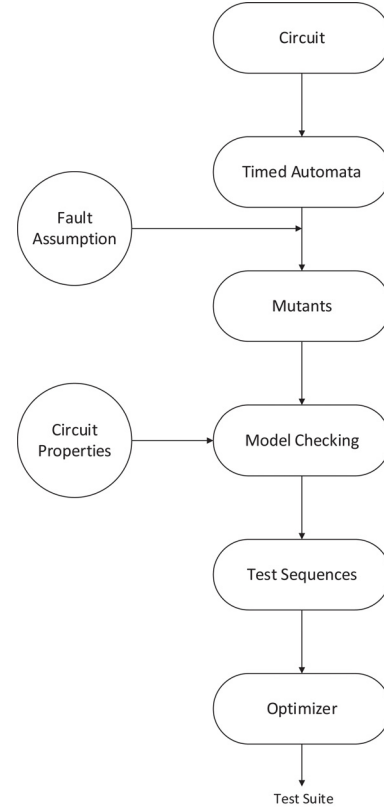 Circuit
Timed Automata
Fault
Assumption
Mutants
Circuit
Properties
Model Checking
Test Sequences
Optimizer
Test Suite